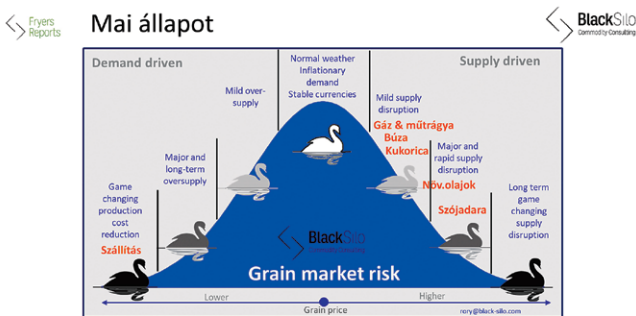 Fryers
Reports
Mai állapot
BlackSilo
Commodity Consulting
Demand driven
Supply driven
Normal weather
Inflationary
demand
Stable currencies
Mild over-
supply
Mild supply
disruption
Gáz & műtrágya
Búza
Kukorica
Major and
long-term
oversupply
Major and
rapid supply
disruption
Növ.olajok
Szójadara
Game
changing
production
cost
reduction
Szállítás
Long term
game
changing
supply
disruption
BlackSilo
Commodity Consulting
Grain market risk
Lower
Higher
Grain price
rory@black-silo.com